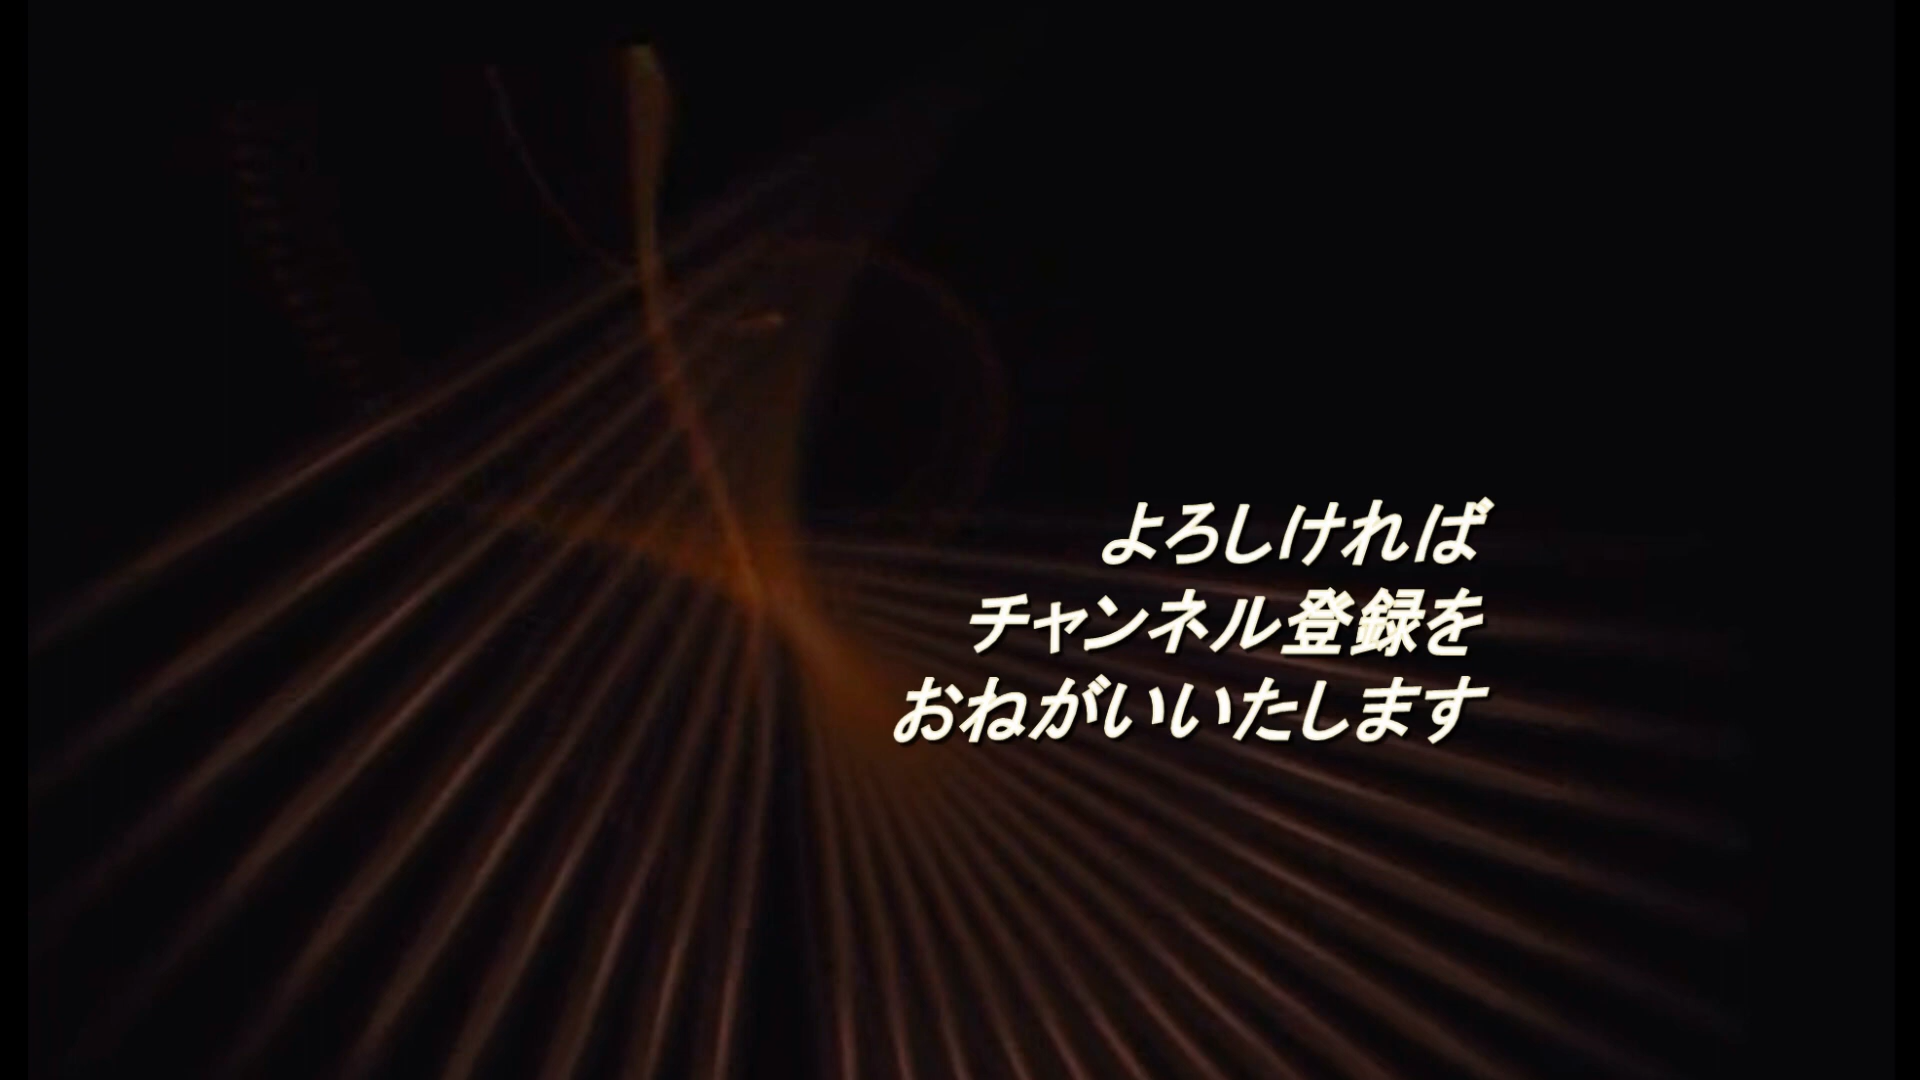 よろしければ
チャンネル登録を
おねがいいたします